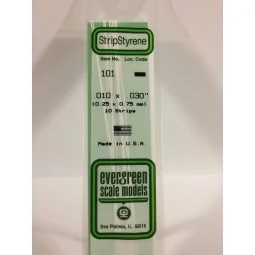 StripStyrene
Item No. Loc. Code
101
.010 x .030"
(0.25 x 0.75 mm)
10 Strips
Made in U.S.A.
evergreen
scale models
Des Plaines, IL 60018